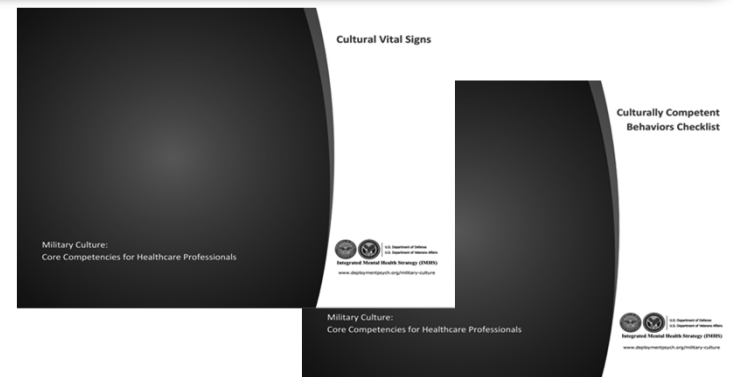 Cultural Vital Signs
Military Culture:
Core Competencies for Healthcare Professionals
U.S. Department of Defense
U.S. Department of Veterans Affairs
Integrated Mental Health Strategy (IMHS)
www.deploymentpsych.org/military-culture
Culturally Competent
Behaviors Checklist
Military Culture:
Core Competencies for Healthcare Professionals
U.S. Department of Defense
U.S. Department of Veterans Affairs
Integrated Mental Health Strategy (IMHS)
www.deploymentpsych.org/military-culture